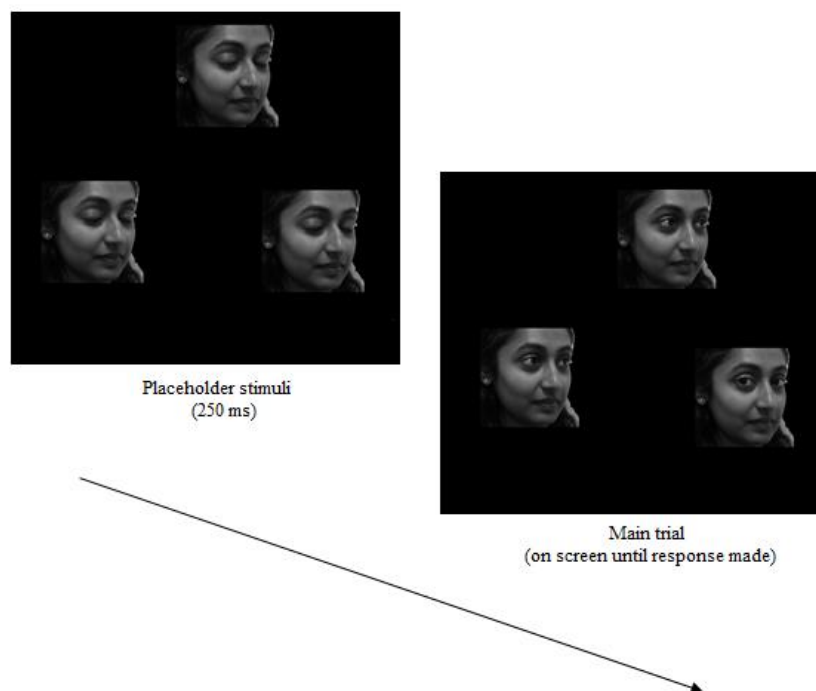 Placeholder stimuli
(250 ms)
Main trial
(on screen until response made)